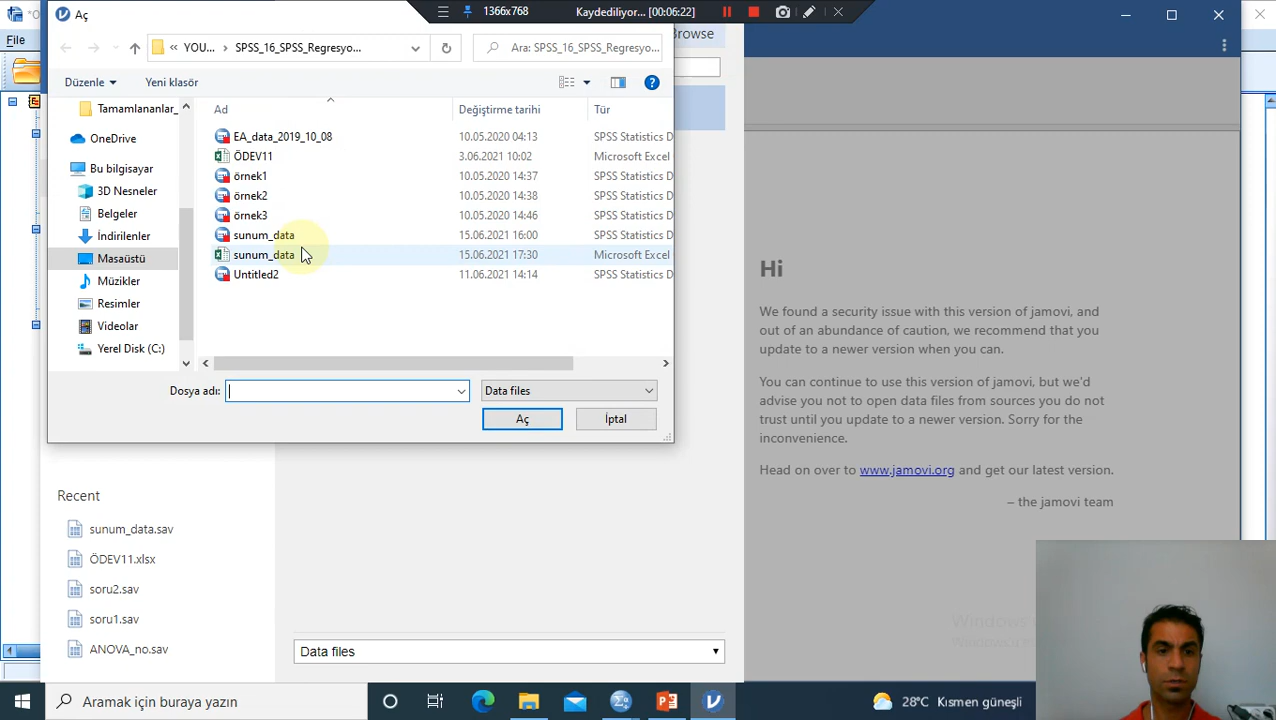 Aç
1366x768
Kaydediliyor... [00:06:22]
File
YOU...
SPSS_16_SPSS_Regresyo...
Ara: SPSS_16_SPSS_Regresyo...
Browse
Düzenle
Yeni klasör
Ad
Değiştirme tarihi
Tür
Tamamlananlar_
OneDrive
Bu bilgisayar
3D Nesneler
Belgeler
İndirilenler
Masaüstü
Müzikler
Resimler
Videolar
Yerel Disk (C:)
EA_data_2019_10_08 10.05.2020 04:13 SPSS Statistics D
ÖDEV11 3.06.2021 10:02 Microsoft Excel
örnek1 10.05.2020 14:37 SPSS Statistics D
örnek2 10.05.2020 14:38 SPSS Statistics D
örnek3 10.05.2020 14:46 SPSS Statistics D
sunum_data 15.06.2021 16:00 SPSS Statistics D
sunum_data 15.06.2021 17:30 Microsoft Excel
Untitled2 11.06.2021 14:14 SPSS Statistics D
Dosya adı:
Data files
Aç
İptal
Recent
sunum_data.sav
ÖDEV11.xlsx
soru2.sav
soru1.sav
ANOVA_no.sav
Data files
Hi
We found a security issue with this version of jamovi, and
out of an abundance of caution, we recommend that you
update to a newer version when you can.
You can continue to use this version of jamovi, but we'd
advise you not to open data files from sources you do not
trust until you update to a newer version. Sorry for the
inconvenience.
Head on over to www.jamovi.org and get our latest version.
– the jamovi team
Aramak için buraya yazın
28°C Kısmen güneşli